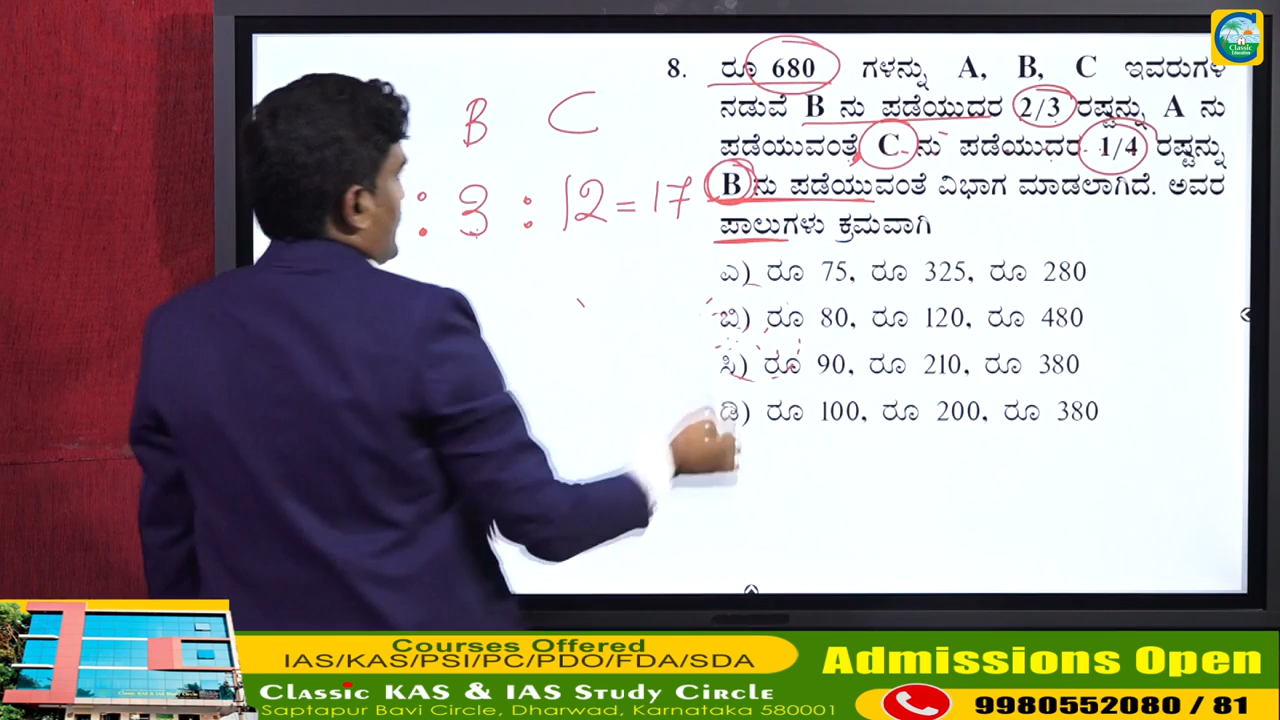 8. ರೂ 680 ಗಳನ್ನು A, B, C ಇವರುಗಳ
ನಡುವೆ B ನು ಪಡೆಯುದರ 2/3 ರಷ್ಟನ್ನು A ನು
ಪಡೆಯುವಂತೆ C ನು ಪಡೆಯುದರ 1/4 ರಷ್ಟನ್ನು
B ನು ಪಡೆಯುವಂತೆ ವಿಭಾಗ ಮಾಡಲಾಗಿದೆ. ಅವರ
ಪಾಲುಗಳು ಕ್ರಮವಾಗಿ
ಎ) ರೂ 75, ರೂ 325, ರೂ 280
ಬಿ) ರೂ 80, ರೂ 120, ರೂ 480
ಸಿ) ರೂ 90, ರೂ 210, ರೂ 380
ಡಿ) ರೂ 100, ರೂ 200, ರೂ 380
B C
: 3 : 12 = 17
Classic
Education
Courses Offered
IAS/KAS/PSI/PC/PDO/FDA/SDA
Classic KAS & IAS Study Circle
Saptapur Bavi Circle, Dharwad, Karnataka 580001
Admissions Open
9980552080 / 81